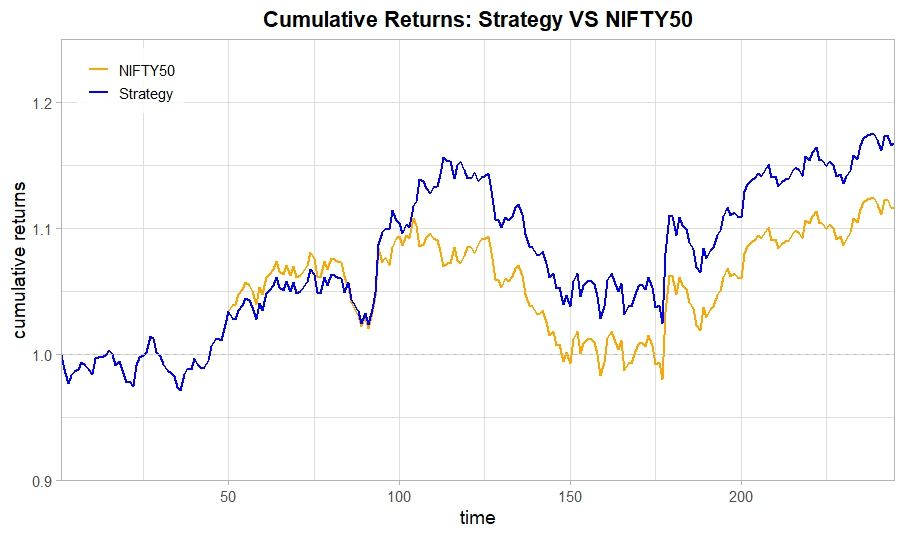 Cumulative Returns: Strategy VS NIFTY50
NIFTY50
Strategy
cumulative returns
1.2
1.1
1.0
0.9
50 100 150 200
time